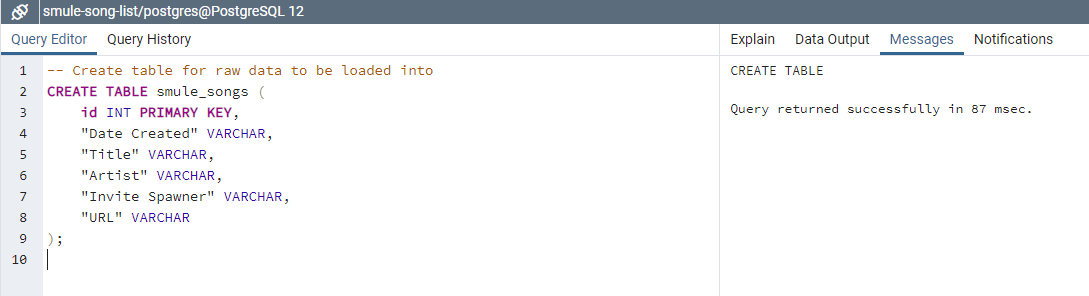 smule-song-list/postgres@PostgreSQL 12
Query Editor Query History
1 -- Create table for raw data to be loaded into
2 CREATE TABLE smule_songs (
3 id INT PRIMARY KEY,
4 "Date Created" VARCHAR,
5 "Title" VARCHAR,
6 "Artist" VARCHAR,
7 "Invite Spawner" VARCHAR,
8 "URL" VARCHAR
9 );
10
Explain Data Output Messages Notifications
CREATE TABLE
Query returned successfully in 87 msec.